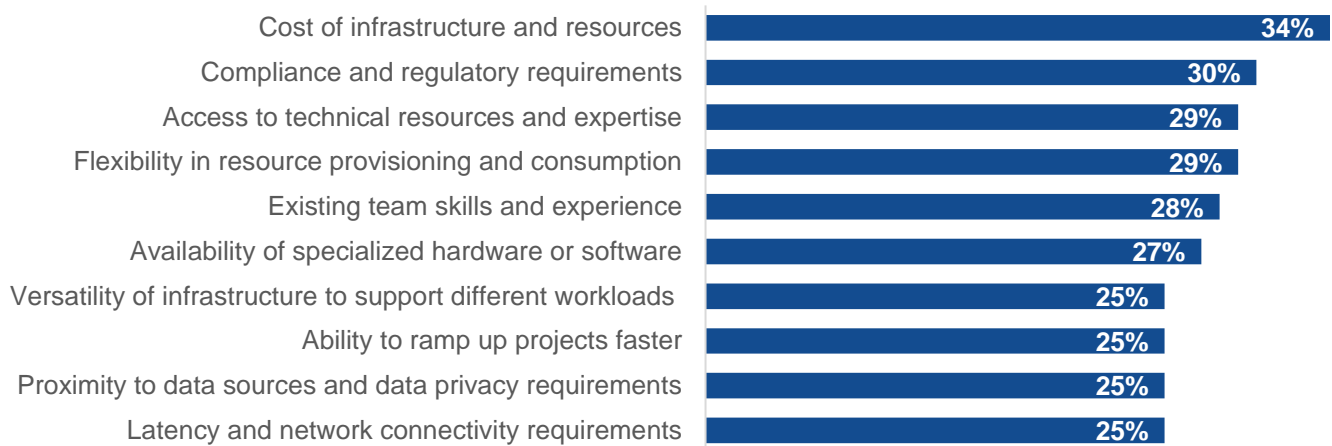 Cost of infrastructure and resources 34%
Compliance and regulatory requirements 30%
Access to technical resources and expertise 29%
Flexibility in resource provisioning and consumption 29%
Existing team skills and experience 28%
Availability of specialized hardware or software 27%
Versatility of infrastructure to support different workloads 25%
Ability to ramp up projects faster 25%
Proximity to data sources and data privacy requirements 25%
Latency and network connectivity requirements 25%